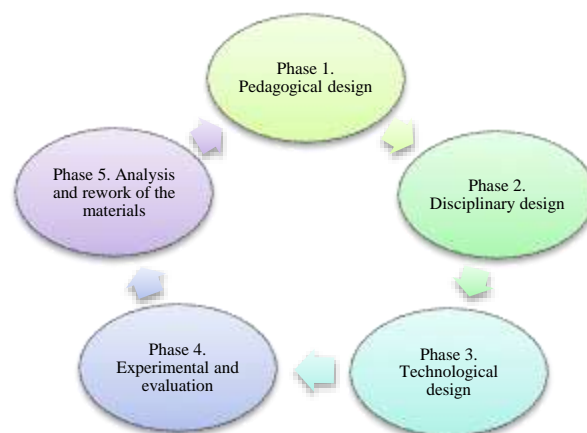 Phase 1.
Pedagogical design
Phase 2.
Disciplinary design
Phase 3.
Technological
design
Phase 4.
Experimental and
evaluation
Phase 5. Analysis
and rework of the
materials